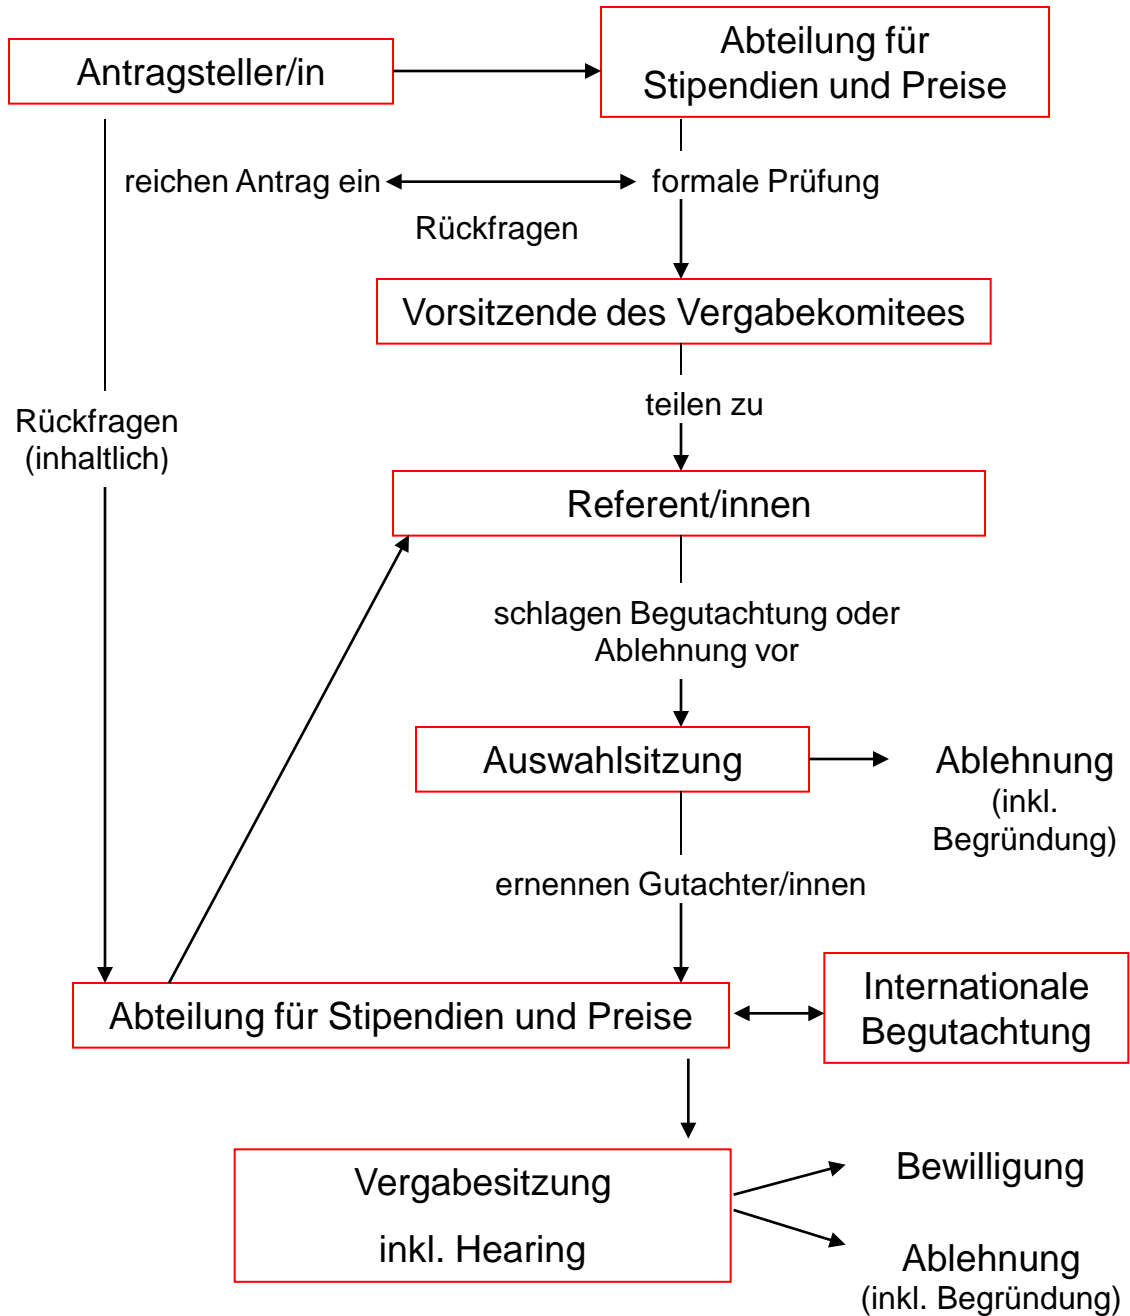 Antragsteller/in
Abteilung für
Stipendien und Preise
reichen Antrag ein
formale Prüfung
Rückfragen
Vorsitzende des Vergabekomitees
teilen zu
Rückfragen
(inhaltlich)
Referent/innen
schlagen Begutachtung oder
Ablehnung vor
Auswahlsitzung
Ablehnung
(inkl.
Begründung)
ernennen Gutachter/innen
Abteilung für Stipendien und Preise
Internationale
Begutachtung
Vergabesitzung
inkl. Hearing
Bewilligung
Ablehnung
(inkl. Begründung)